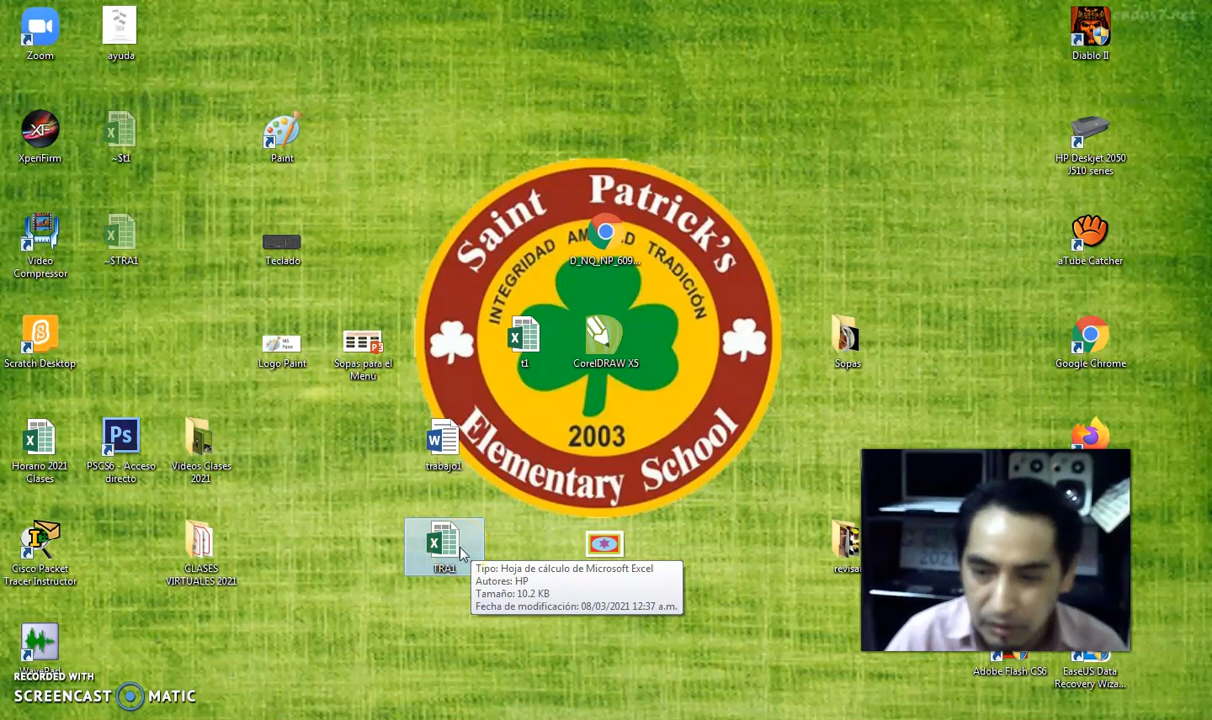 Zoom
ayuda
Diablo II
XperiFirm
~$t1
Paint
HP Deskjet 2050
J510 series
Video
Compressor
~$TRA1
Teclado
D_NQ_NP_609...
aTube Catcher
Saint Patrick's
INTEGRIDAD AMISTAD TRADICIÓN
2003
Elementary School
Scratch Desktop
Logo Paint
Sopas para el
Menú
t1
CorelDRAW X5
Sopas
Google Chrome
Horario 2021
Clases
PSCS6 - Acceso
directo
Videos Clases
2021
trabajo1
Cisco Packet
Tracer Instructor
CLASES
VIRTUALES 2021
TRA1
Tipo: Hoja de cálculo de Microsoft Excel
Autores: HP
Tamaño: 10.2 KB
Fecha de modificación: 08/03/2021 12:37 a.m.
revisar
WavePad
Adobe Flash CS6
EaseUS Data
Recovery Wiza...
RECORDED WITH
SCREENCAST MATIC